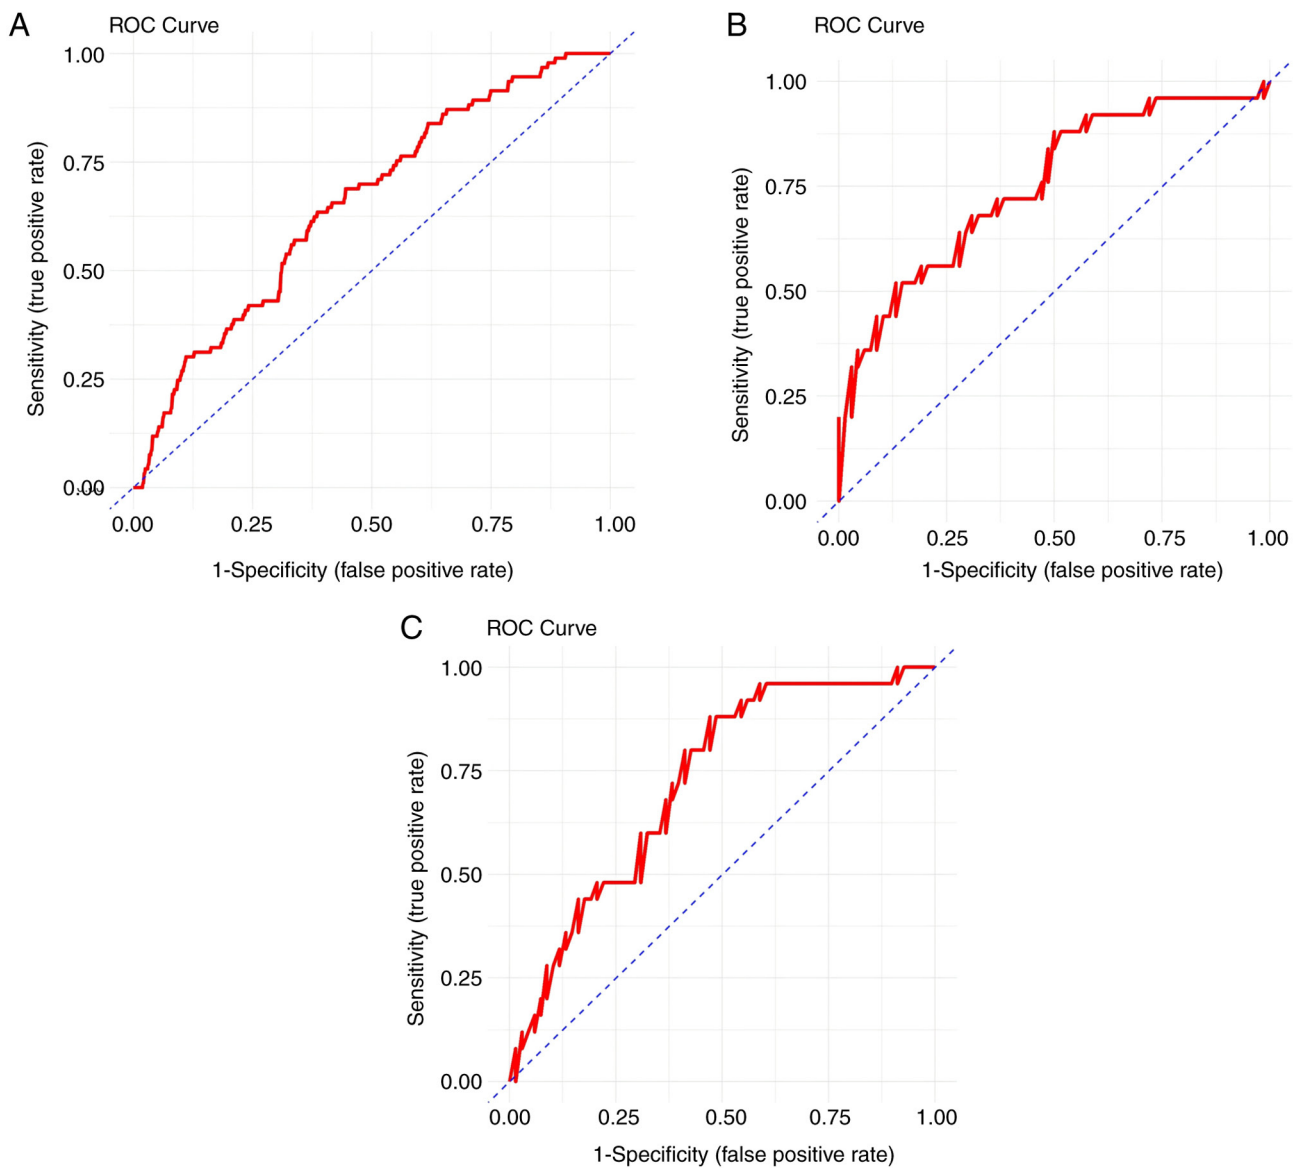 A
ROC Curve
Sensitivity (true positive rate)
1.00
0.75
0.50
0.25
0.00
0.00 0.25 0.50 0.75 1.00
1-Specificity (false positive rate)
B
ROC Curve
Sensitivity (true positive rate)
1.00
0.75
0.50
0.25
0.00
0.00 0.25 0.50 0.75 1.00
1-Specificity (false positive rate)
C
ROC Curve
Sensitivity (true positive rate)
1.00
0.75
0.50
0.25
0.00
0.00 0.25 0.50 0.75 1.00
1-Specificity (false positive rate)